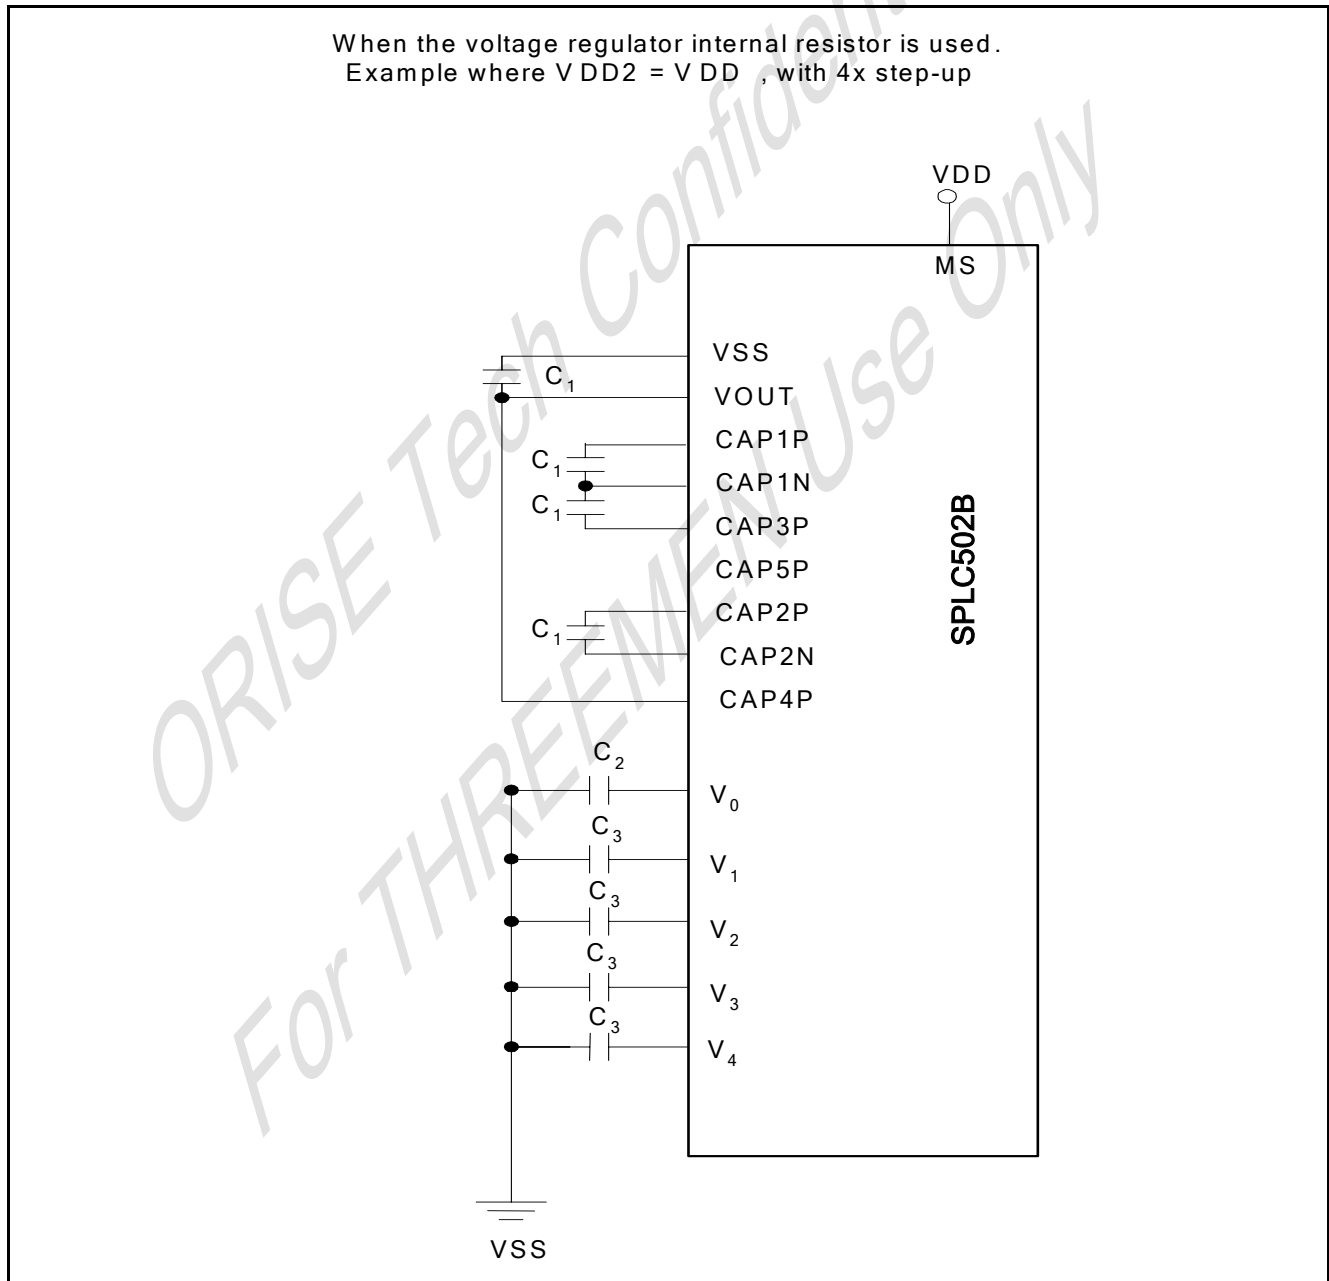 When the voltage regulator internal resistor is used.
Example where VDD2 = VDD , with 4x step-up
VDD
MS
VSS
C1
VOUT
CAP1P
C1
CAP1N
C1
CAP3P
CAP5P
CAP2P
C1
CAP2N
CAP4P
SPLC502B
C2
V0
C3
V1
C3
V2
C3
V3
C3
V4
VSS
ORISE Tech Confident
For THREEMEN Use Only